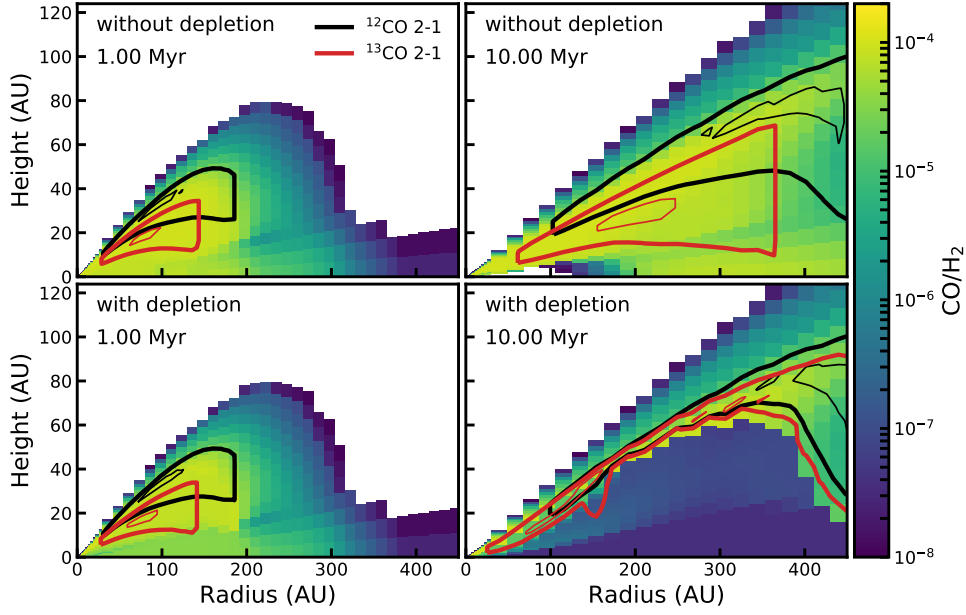 without depletion
1.00 Myr
¹²CO 2-1
¹³CO 2-1
without depletion
10.00 Myr
120
100
80
60
40
20
0
Height (AU)
with depletion
1.00 Myr
with depletion
10.00 Myr
120
100
80
60
40
20
0
Height (AU)
0
100
200
300
400
Radius (AU)
0
100
200
300
400
Radius (AU)
10⁻⁴
10⁻⁵
10⁻⁶
10⁻⁷
10⁻⁸
CO/H₂